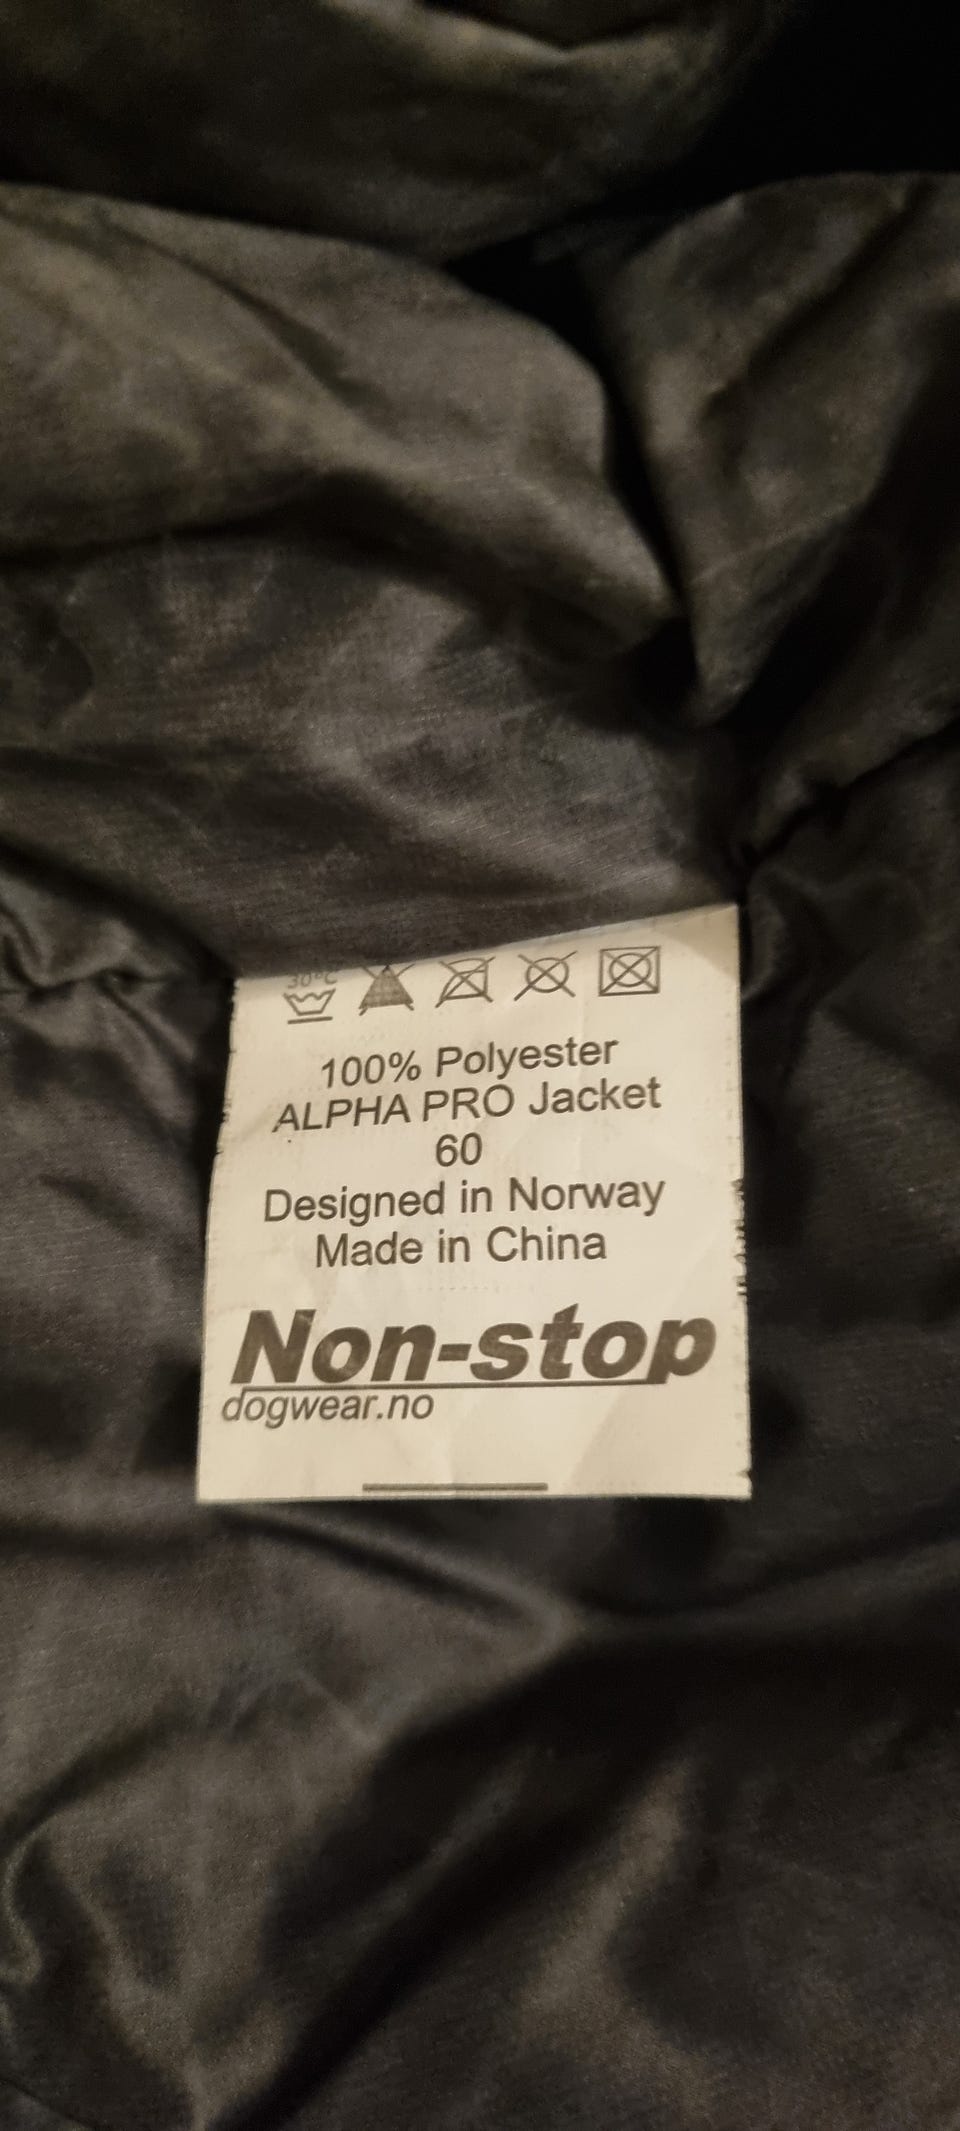 30°C
100% Polyester
ALPHA PRO Jacket
60
Designed in Norway
Made in China
Non-stop
dogwear.no